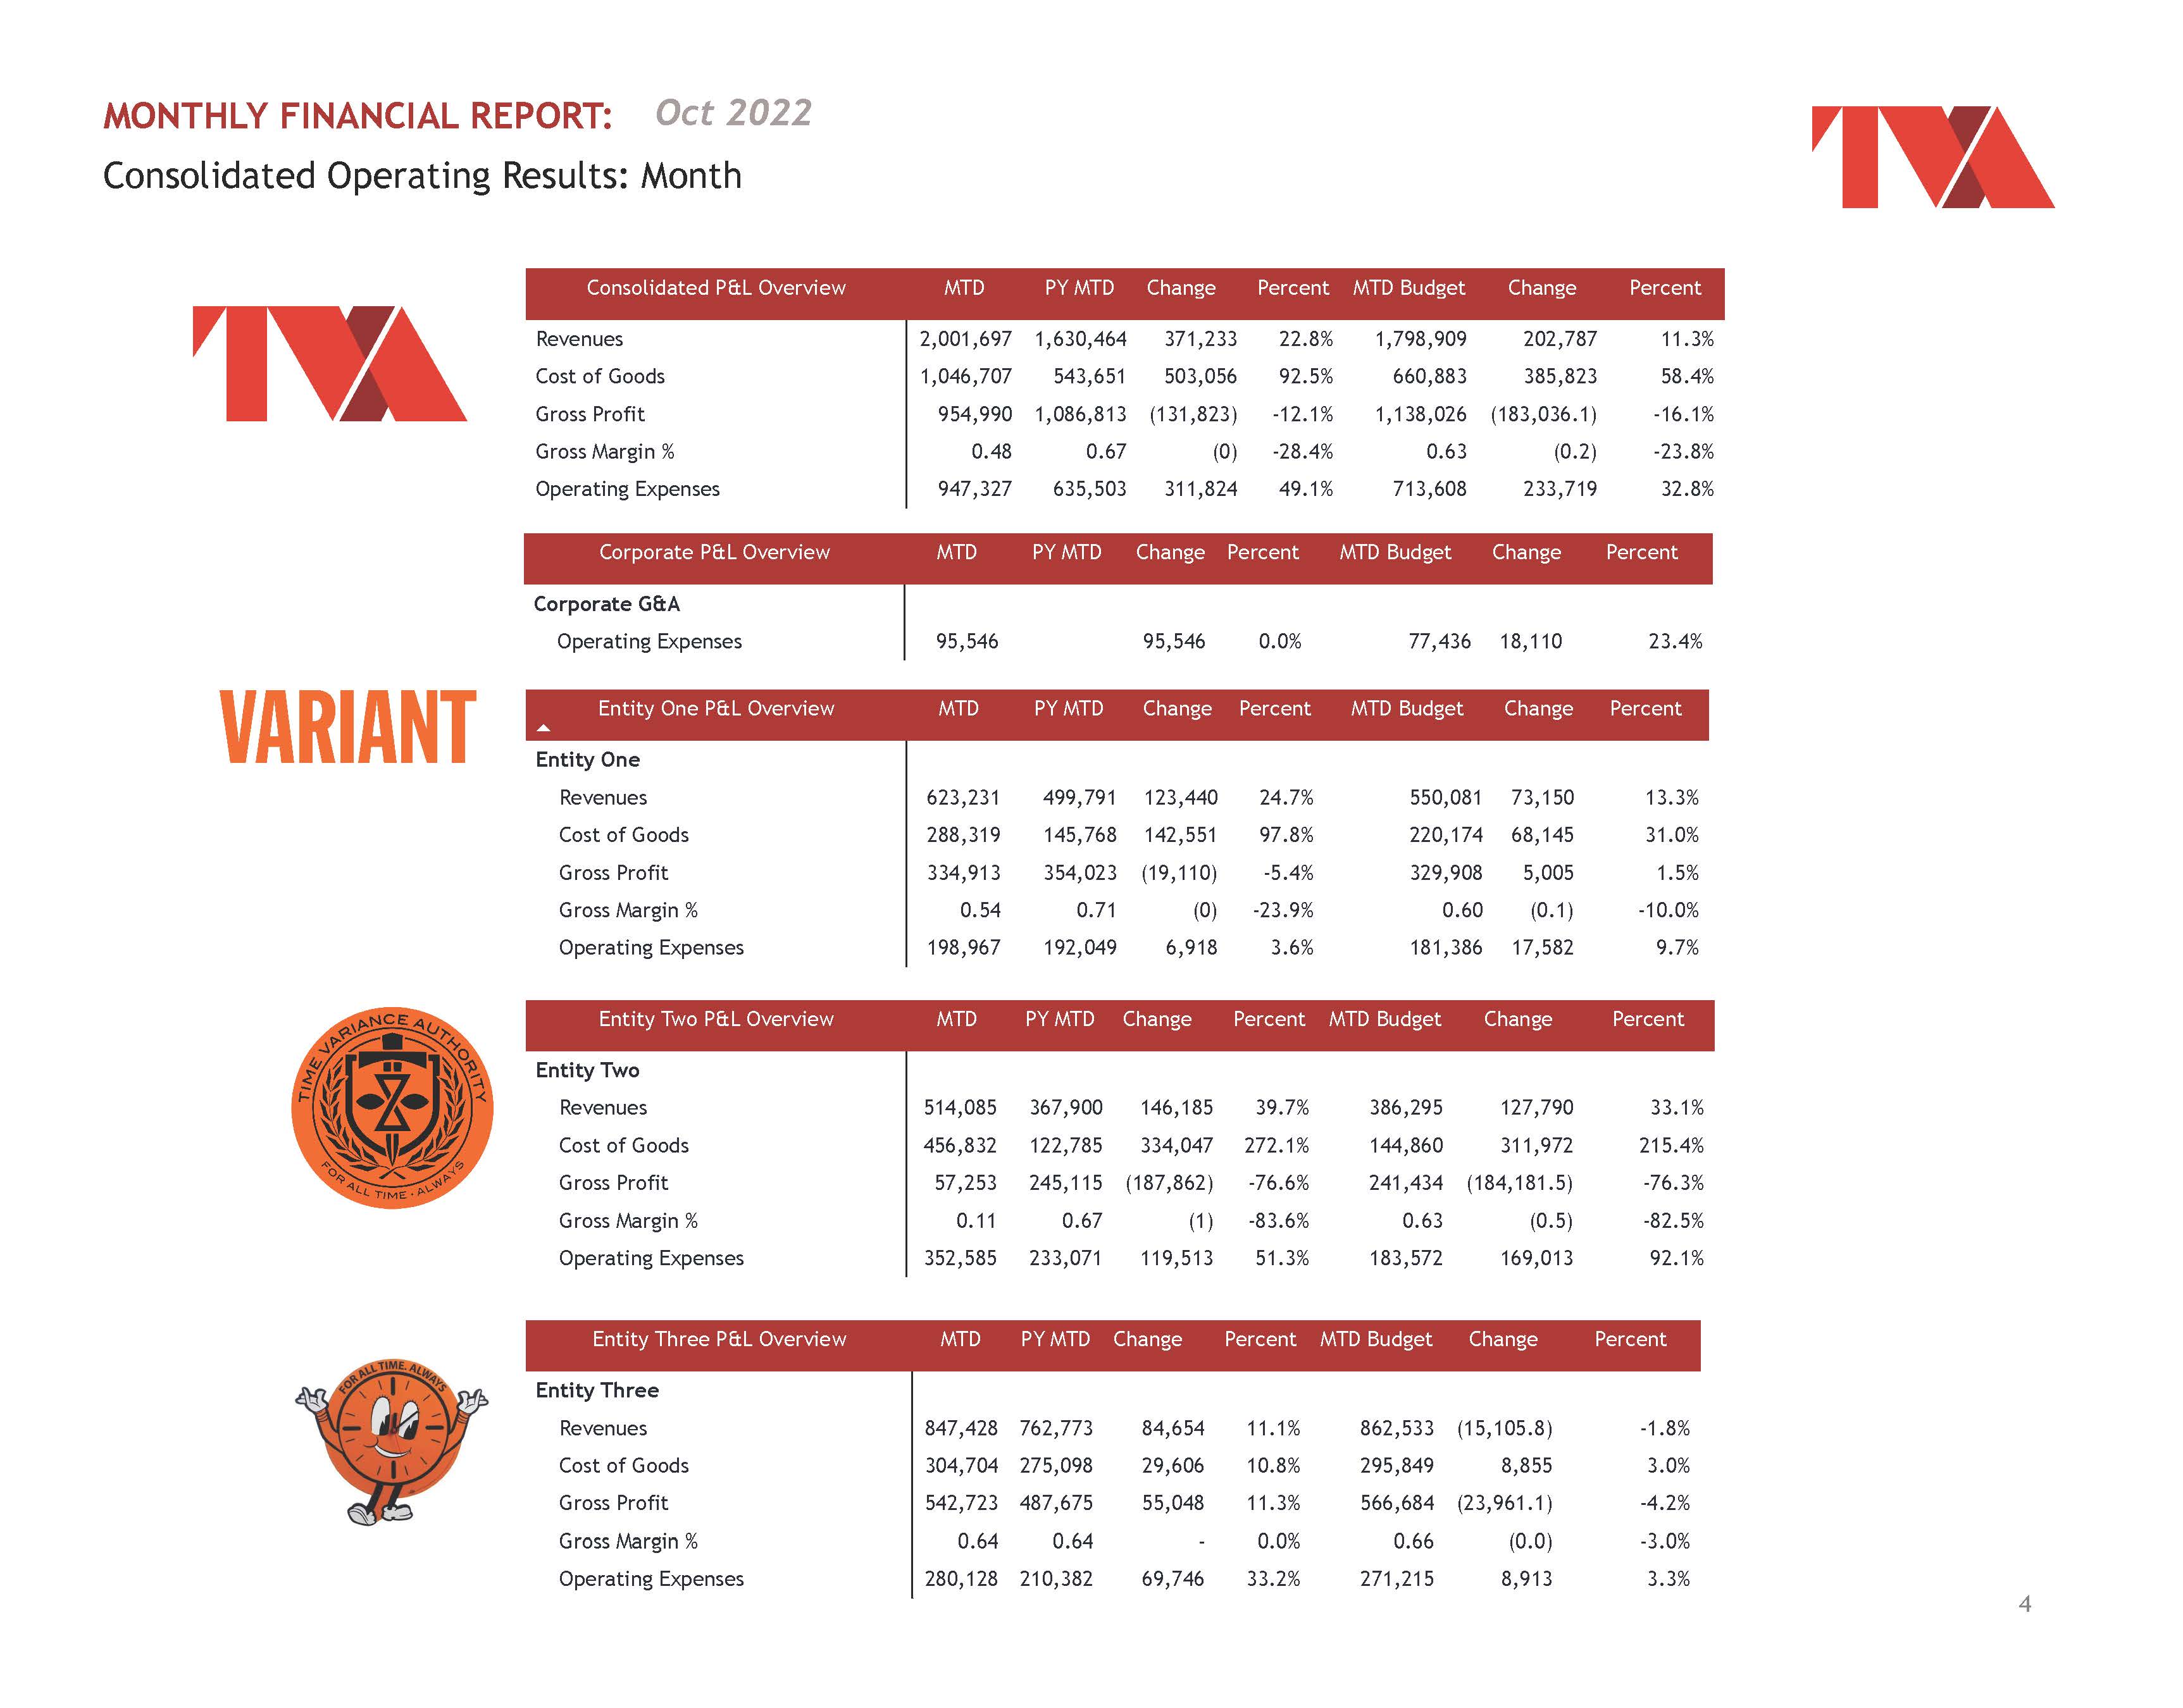 MONTHLY FINANCIAL REPORT: Oct 2022
TVA
Consolidated Operating Results: Month
TVA
Consolidated P&L Overview MTD PY MTD Change Percent MTD Budget Change Percent
Revenues 2,001,697 1,630,464 371,233 22.8% 1,798,909 202,787 11.3%
Cost of Goods 1,046,707 543,651 503,056 92.5% 660,883 385,823 58.4%
Gross Profit 954,990 1,086,813 (131,823) -12.1% 1,138,026 (183,036.1) -16.1%
Gross Margin % 0.48 0.67 (0) -28.4% 0.63 (0.2) -23.8%
Operating Expenses 947,327 635,503 311,824 49.1% 713,608 233,719 32.8%
Corporate P&L Overview MTD PY MTD Change Percent MTD Budget Change Percent
Corporate G&A
Operating Expenses 95,546 95,546 0.0% 77,436 18,110 23.4%
VARIANT
Entity One P&L Overview MTD PY MTD Change Percent MTD Budget Change Percent
Entity One
Revenues 623,231 499,791 123,440 24.7% 550,081 73,150 13.3%
Cost of Goods 288,319 145,768 142,551 97.8% 220,174 68,145 31.0%
Gross Profit 334,913 354,023 (19,110) -5.4% 329,908 5,005 1.5%
Gross Margin % 0.54 0.71 (0) -23.9% 0.60 (0.1) -10.0%
Operating Expenses 198,967 192,049 6,918 3.6% 181,386 17,582 9.7%
TIME VARIANCE AUTHORITY
FOR ALL TIME · ALWAYS
Entity Two P&L Overview MTD PY MTD Change Percent MTD Budget Change Percent
Entity Two
Revenues 514,085 367,900 146,185 39.7% 386,295 127,790 33.1%
Cost of Goods 456,832 122,785 334,047 272.1% 144,860 311,972 215.4%
Gross Profit 57,253 245,115 (187,862) -76.6% 241,434 (184,181.5) -76.3%
Gross Margin % 0.11 0.67 (1) -83.6% 0.63 (0.5) -82.5%
Operating Expenses 352,585 233,071 119,513 51.3% 183,572 169,013 92.1%
FOR ALL TIME. ALWAYS
Entity Three P&L Overview MTD PY MTD Change Percent MTD Budget Change Percent
Entity Three
Revenues 847,428 762,773 84,654 11.1% 862,533 (15,105.8) -1.8%
Cost of Goods 304,704 275,098 29,606 10.8% 295,849 8,855 3.0%
Gross Profit 542,723 487,675 55,048 11.3% 566,684 (23,961.1) -4.2%
Gross Margin % 0.64 0.64 - 0.0% 0.66 (0.0) -3.0%
Operating Expenses 280,128 210,382 69,746 33.2% 271,215 8,913 3.3%
4